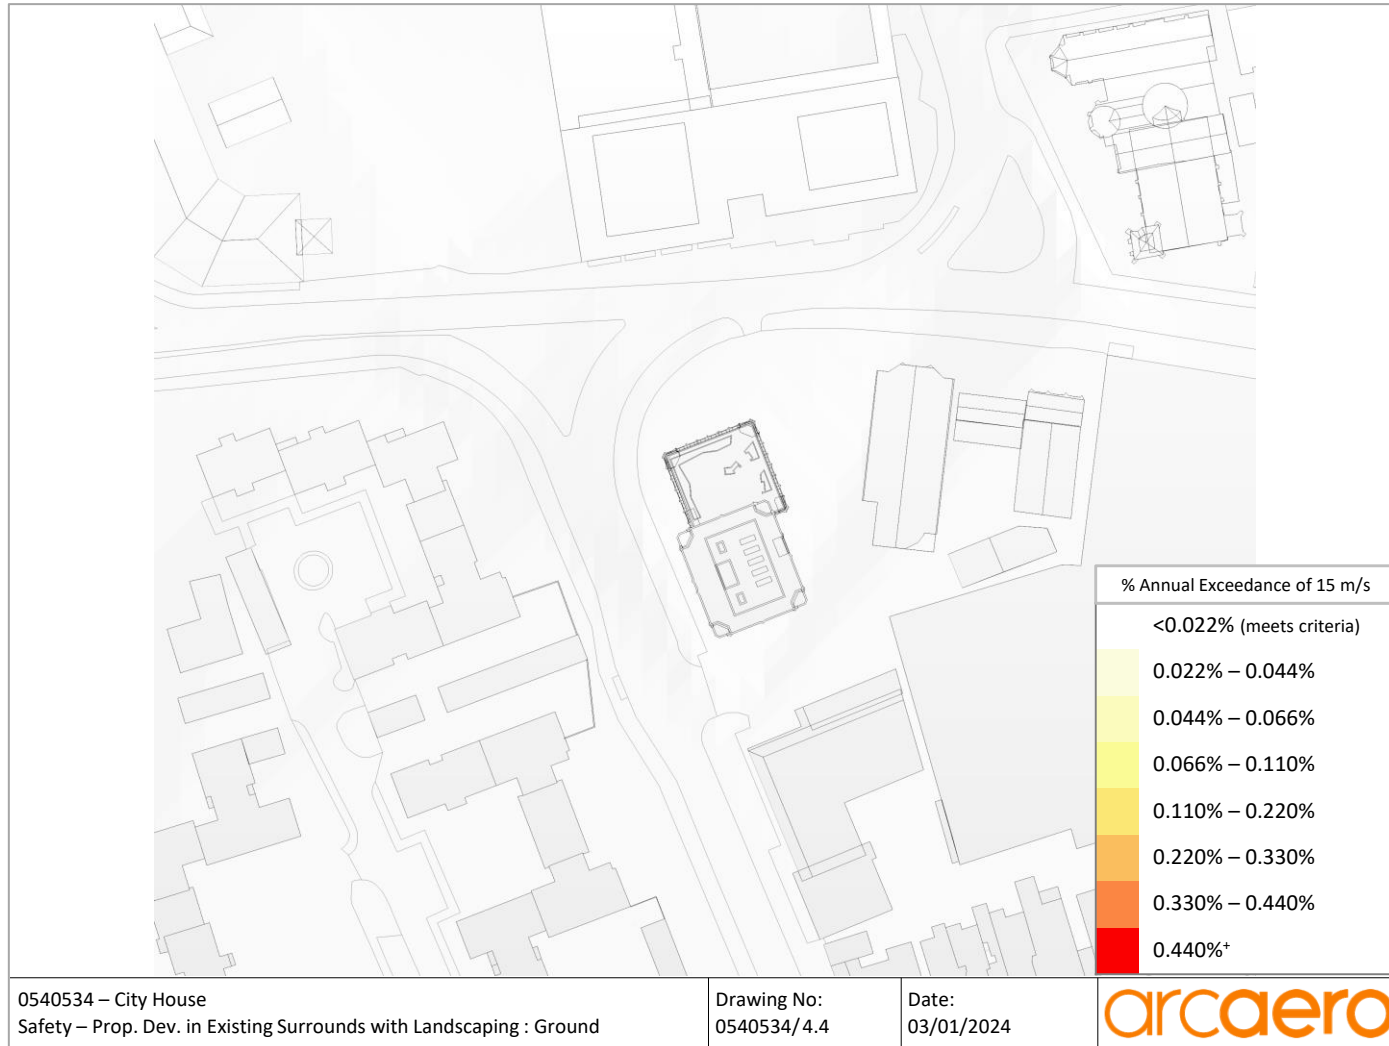 % Annual Exceedance of 15 m/s
<0.022% (meets criteria)
0.022% – 0.044%
0.044% – 0.066%
0.066% – 0.110%
0.110% – 0.220%
0.220% – 0.330%
0.330% – 0.440%
0.440%⁺
0540534 – City House
Safety – Prop. Dev. in Existing Surrounds with Landscaping : Ground
Drawing No:
0540534/4.4
Date:
03/01/2024
arcaero